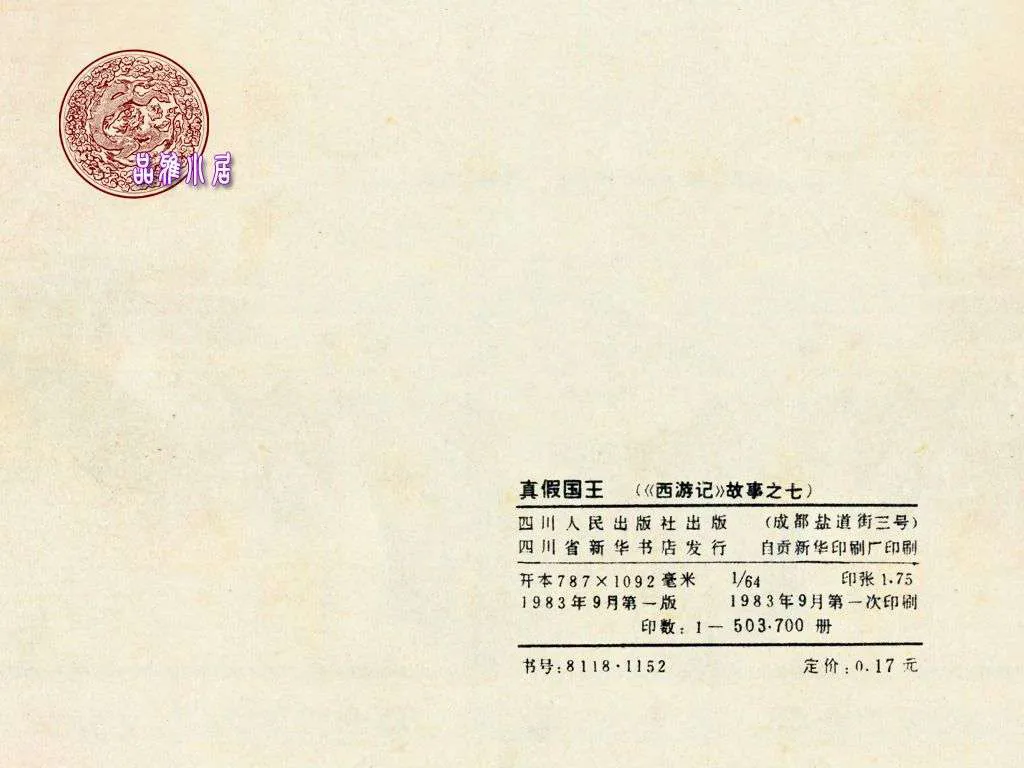 品雅小居
真假国王 （《西游记》故事之七）
四川人民出版社出版 （成都盐道街三号）
四川省新华书店发行 自贡新华印刷厂印刷
开本787×1092毫米 1/64 印张1.75
1983年9月第一版 1983年9月第一次印刷
印数：1－503·700 册
书号：8118·1152 定价：0.17元